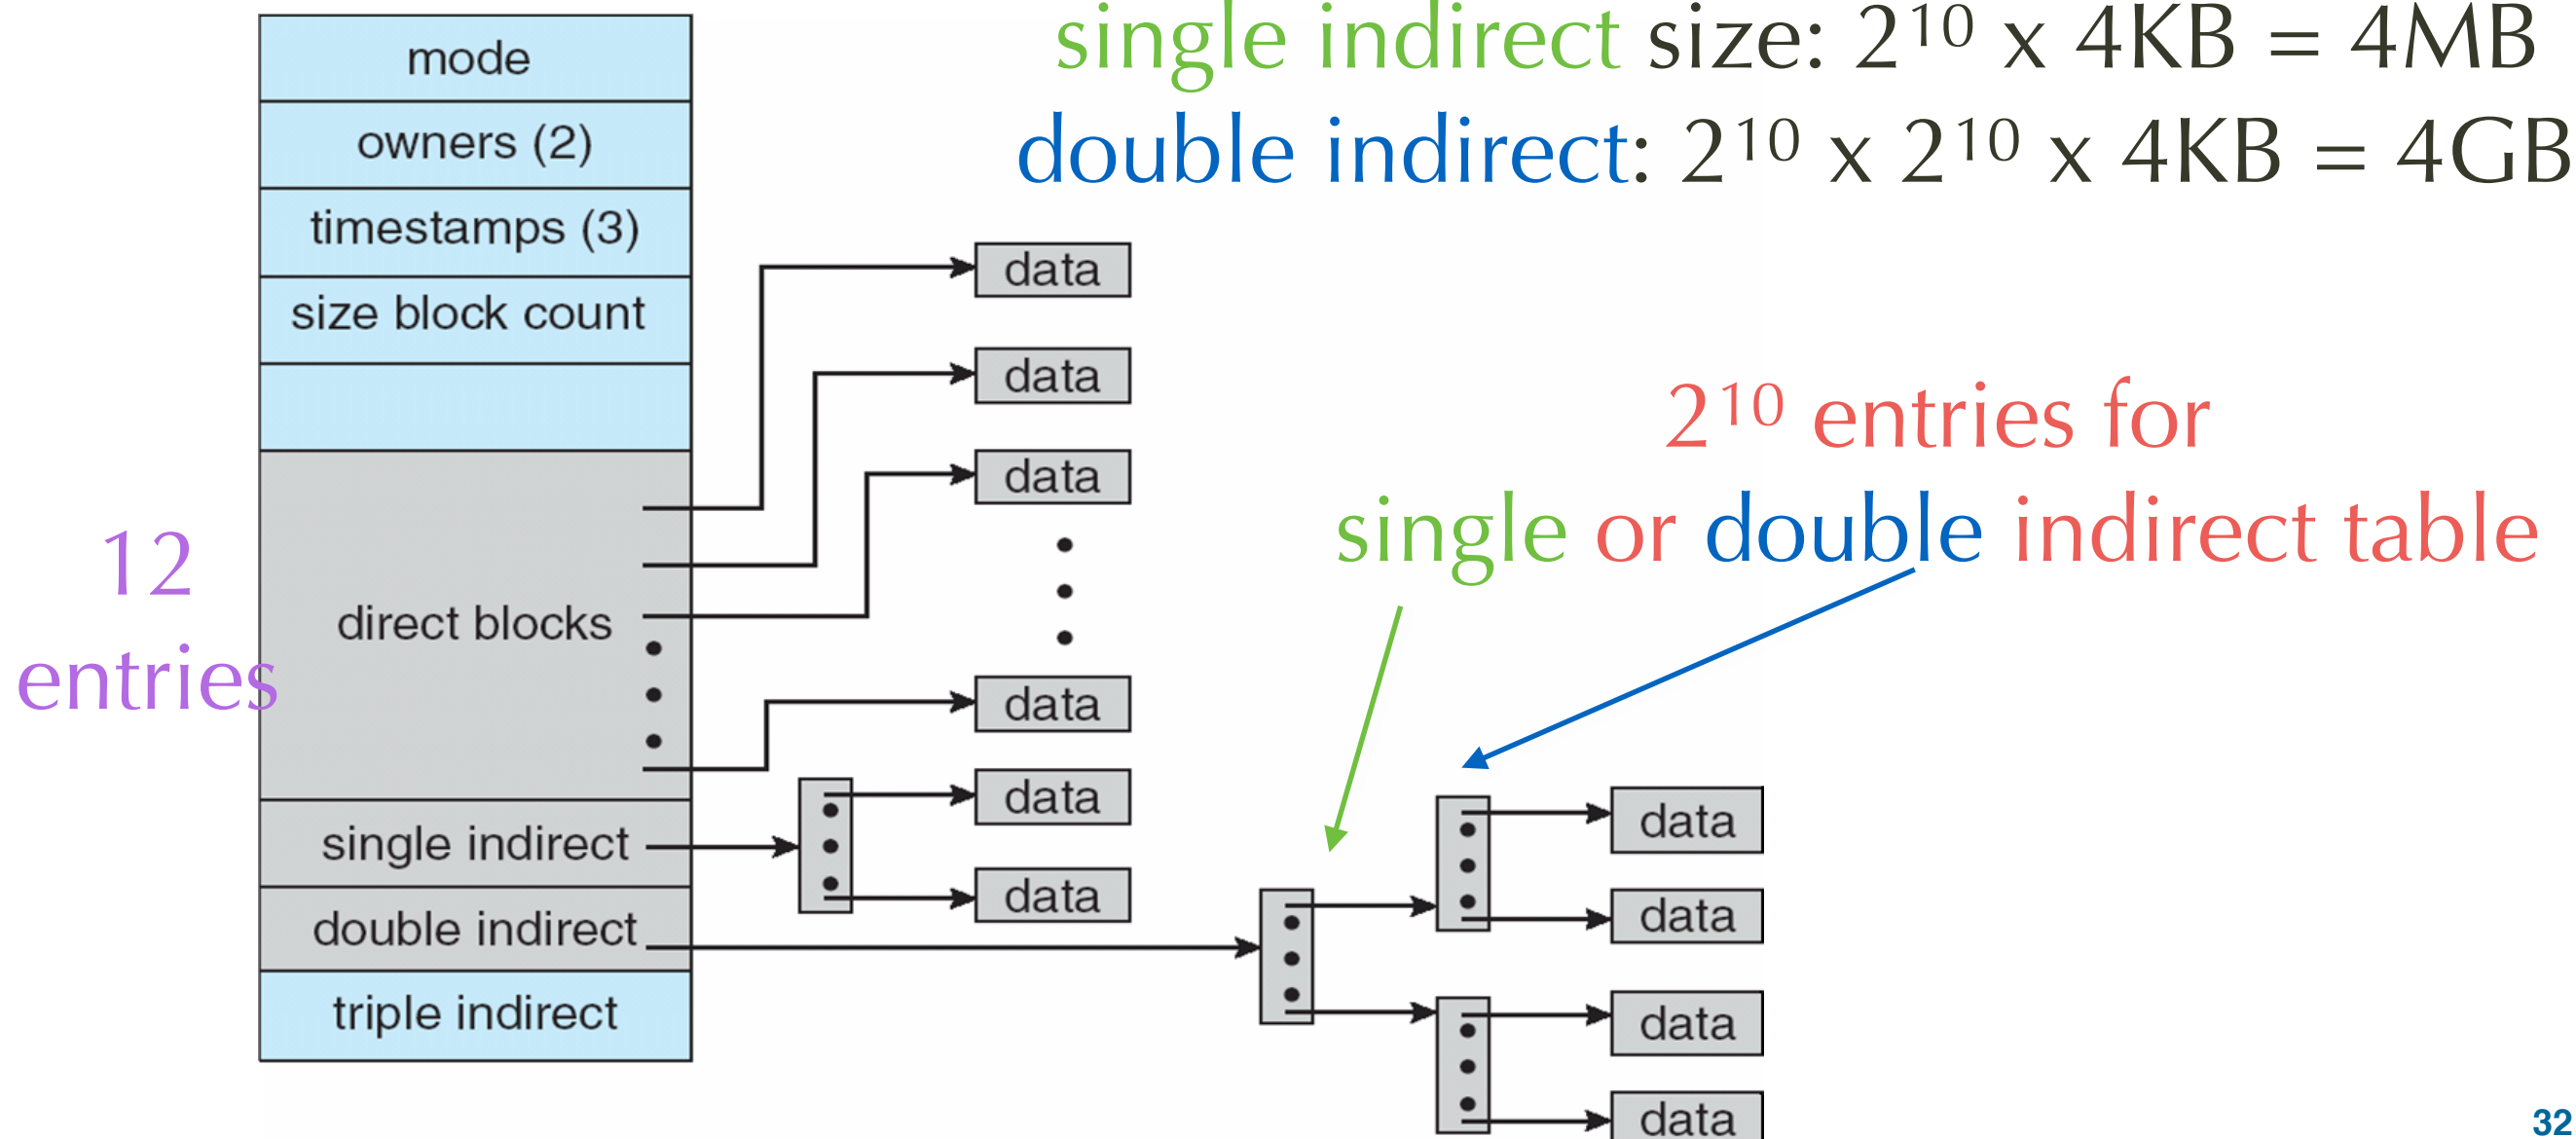 single indirect size: 2¹⁰ x 4KB = 4MB
double indirect: 2¹⁰ x 2¹⁰ x 4KB = 4GB
mode
owners (2)
timestamps (3)
size block count
direct blocks
single indirect
double indirect
triple indirect
12
entries
data
data
data
data
data
data
2¹⁰ entries for
single or double indirect table
data
data
data
data
32